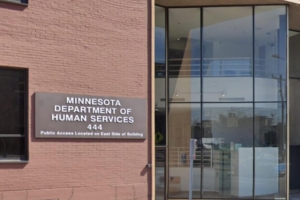 MINNESOTA
DEPARTMENT OF
HUMAN SERVICES
444
Public Access Located on East Side of Building